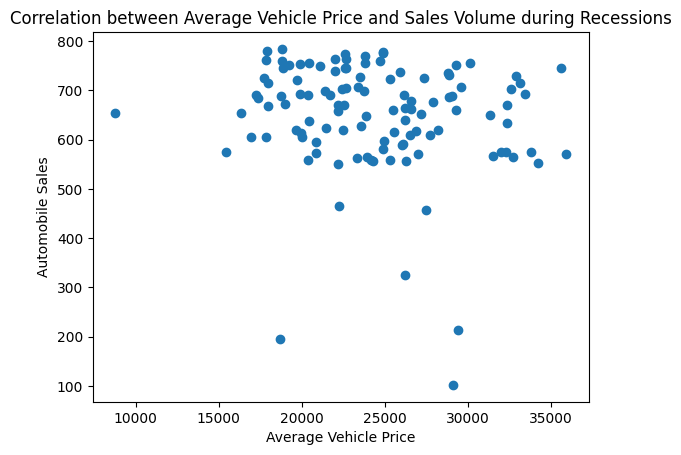 Correlation between Average Vehicle Price and Sales Volume during Recessions
800
700
600
500
400
300
200
100
Automobile Sales
10000 15000 20000 25000 30000 35000
Average Vehicle Price